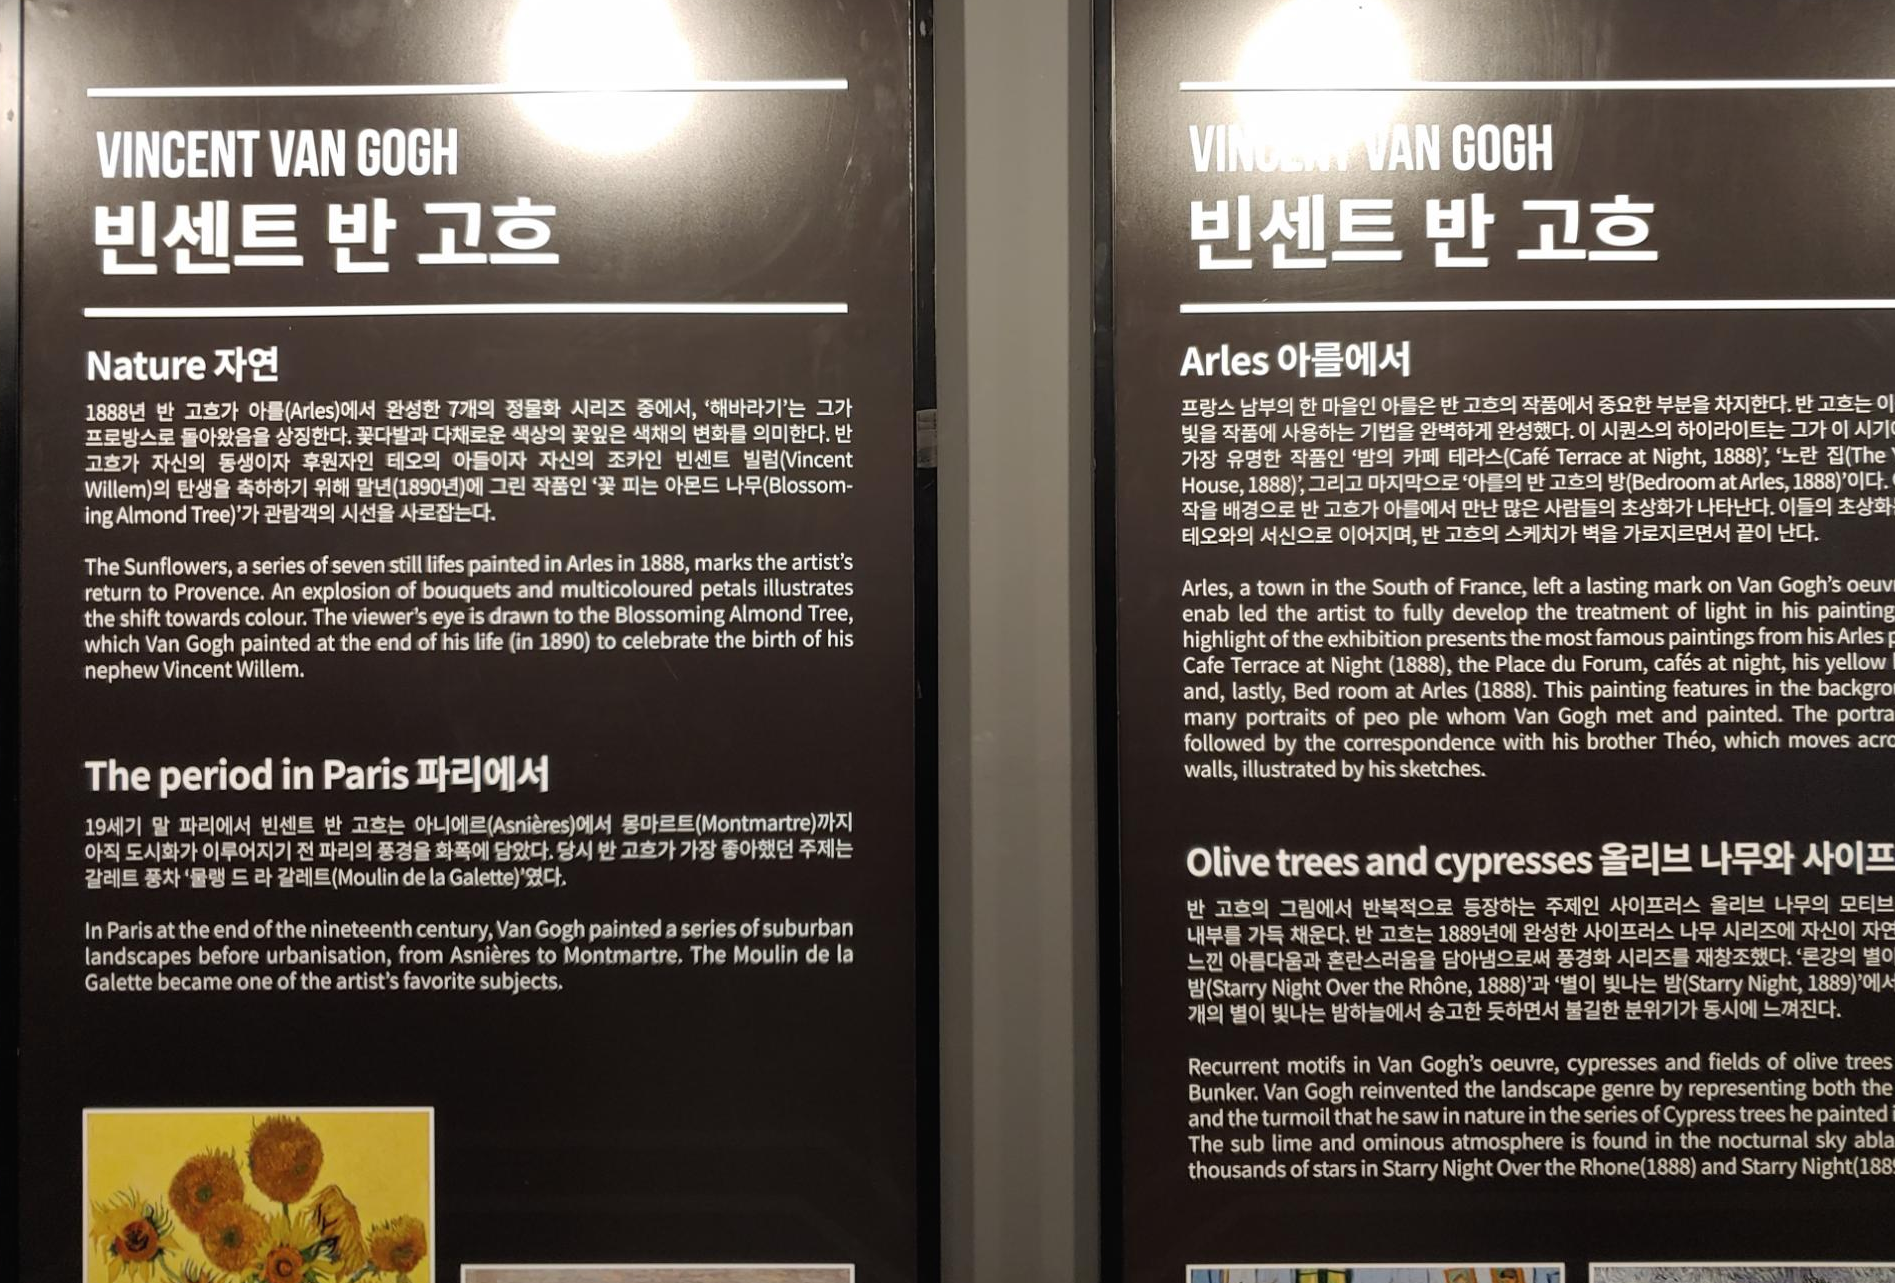 VINCENT VAN GOGH
빈센트 반 고흐
Nature 자연
1888년 반 고흐가 아를(Arles)에서 완성한 7개의 정물화 시리즈 중에서, ‘해바라기’는 그가
프로방스로 돌아왔음을 상징한다. 꽃다발과 다채로운 색상의 꽃잎은 색채의 변화를 의미한다. 반
고흐가 자신의 동생이자 후원자인 테오의 아들이자 자신의 조카인 빈센트 빌럼(Vincent
Willem)의 탄생을 축하하기 위해 말년(1890년)에 그린 작품인 ‘꽃 피는 아몬드 나무(Blossom-
ing Almond Tree)’가 관람객의 시선을 사로잡는다.
The Sunflowers, a series of seven still lifes painted in Arles in 1888, marks the artist’s
return to Provence. An explosion of bouquets and multicoloured petals illustrates
the shift towards colour. The viewer’s eye is drawn to the Blossoming Almond Tree,
which Van Gogh painted at the end of his life (in 1890) to celebrate the birth of his
nephew Vincent Willem.
The period in Paris 파리에서
19세기 말 파리에서 빈센트 반 고흐는 아니에르(Asnières)에서 몽마르트(Montmartre)까지
아직 도시화가 이루어지기 전 파리의 풍경을 화폭에 담았다. 당시 반 고흐가 가장 좋아했던 주제는
갈레트 풍차 ‘물랭 드 라 갈레트(Moulin de la Galette)’였다.
In Paris at the end of the nineteenth century, Van Gogh painted a series of suburban
landscapes before urbanisation, from Asnières to Montmartre. The Moulin de la
Galette became one of the artist’s favorite subjects.
VINCENT VAN GOGH
빈센트 반 고흐
Arles 아를에서
프랑스 남부의 한 마을인 아를은 반 고흐의 작품에서 중요한 부분을 차지한다. 반 고흐는 이
빛을 작품에 사용하는 기법을 완벽하게 완성했다. 이 시퀀스의 하이라이트는 그가 이 시기
가장 유명한 작품인 ‘밤의 카페 테라스(Café Terrace at Night, 1888)’, ‘노란 집(The
House, 1888)’, 그리고 마지막으로 ‘아를의 반 고흐의 방(Bedroom at Arles, 1888)’이다.
작을 배경으로 반 고흐가 아를에서 만난 많은 사람들의 초상화가 나타난다. 이들의 초상화
테오와의 서신으로 이어지며, 반 고흐의 스케치가 벽을 가로지르면서 끝이 난다.
Arles, a town in the South of France, left a lasting mark on Van Gogh’s
enab led the artist to fully develop the treatment of light in his painting
highlight of the exhibition presents the most famous paintings from his Arles
Cafe Terrace at Night (1888), the Place du Forum, cafés at night, his yellow
and, lastly, Bed room at Arles (1888). This painting features in the
many portraits of peo ple whom Van Gogh met and painted. The
followed by the correspondence with his brother Théo, which moves
walls, illustrated by his sketches.
Olive trees and cypresses 올리브 나무와 사이프
반 고흐의 그림에서 반복적으로 등장하는 주제인 사이프러스 올리브 나무의 모티브
내부를 가득 채운다. 반 고흐는 1889년에 완성한 사이프러스 나무 시리즈에 자신이 자연
느낀 아름다움과 혼란스러움을 담아냄으로써 풍경화 시리즈를 재창조했다. ‘론강의 별이
밤(Starry Night Over the Rhône, 1888)’과 ‘별이 빛나는 밤(Starry Night, 1889)’에서
개의 별이 빛나는 밤하늘에서 숭고한 듯하면서 불길한 분위기가 동시에 느껴진다.
Recurrent motifs in Van Gogh’s oeuvre, cypresses and fields of olive trees
Bunker. Van Gogh reinvented the landscape genre by representing both the
and the turmoil that he saw in nature in the series of Cypress trees he painted
The sub lime and ominous atmosphere is found in the nocturnal sky
thousands of stars in Starry Night Over the Rhone(1888) and Starry Night(188